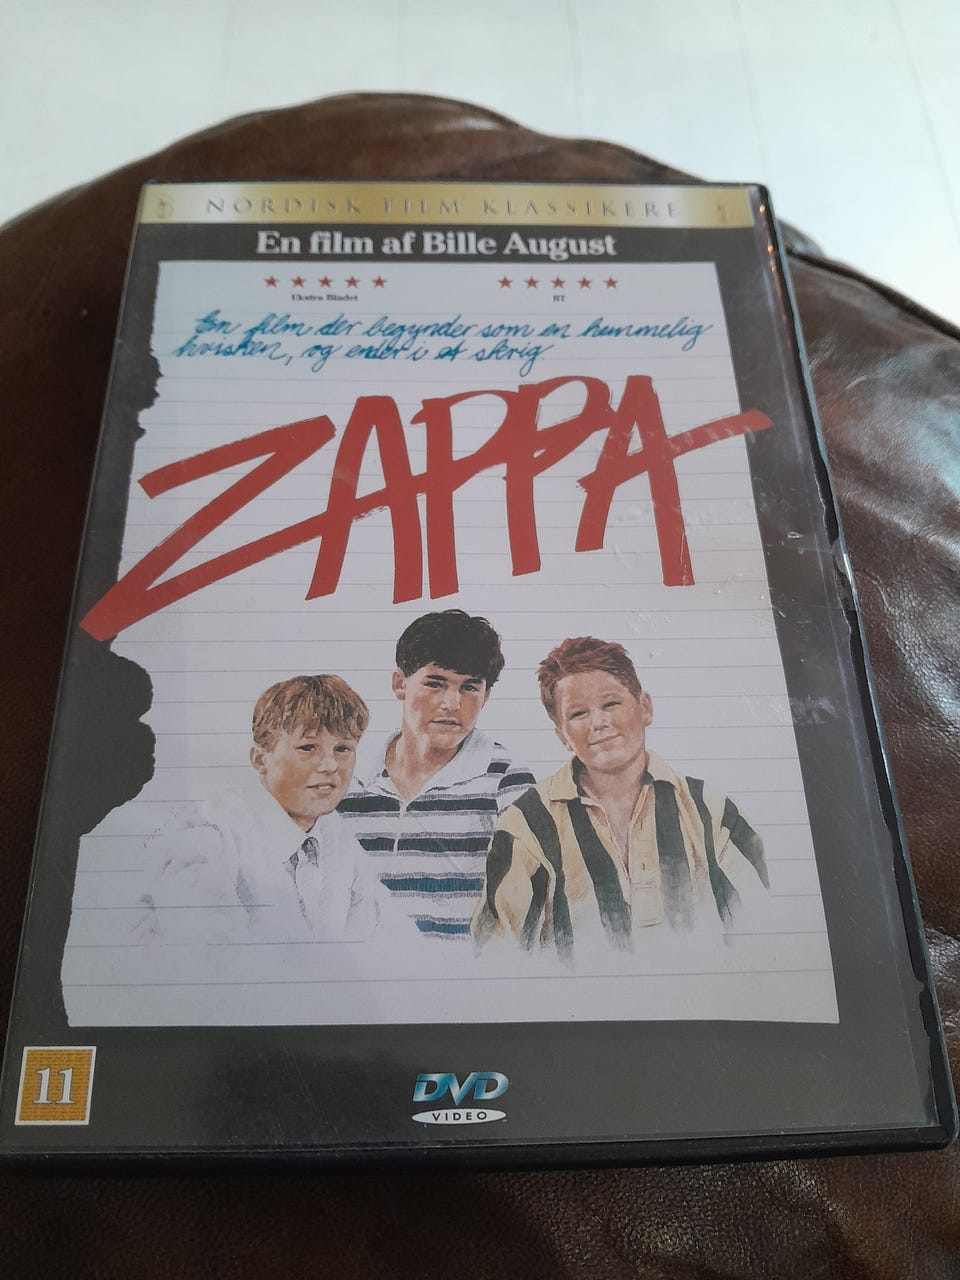 NORDISK FILM KLASSIKERE
En film af Bille August
★★★★★ ★★★★★
Ekstra Bladet BT
En film der begynder som en hemmelig
hvisken, og ender i et skrig
ZAPPA
11
DVD
VIDEO